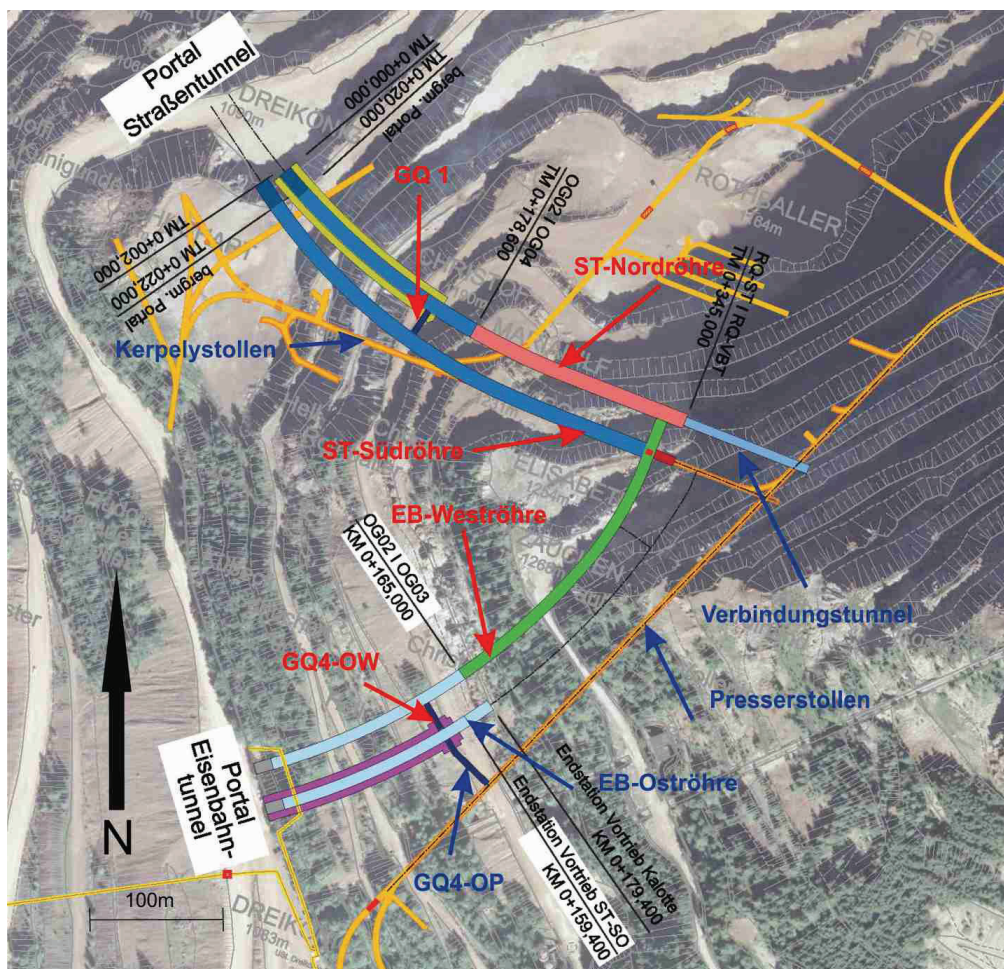 Portal
Straßentunnel
TM 0+000,000
TM 0+020,000
bergm. Portal
1090m
FREY
ROTHBALLER
GQ 1
OG02 I OG04
TM 0+178,600
ST-Nordröhre
RQ-ST I RQ-VBT
TM 0+345,000
TM 0+002,000
TM 0+022,000
bergm. Portal
Kerpelystollen
ST-Südröhre
EB-Weströhre
OG02 I OG03
KM 0+165,000
Verbindungstunnel
GQ4-OW
Presserstollen
Portal
Eisenbahn-
tunnel
EB-Oströhre
Endstation Vortrieb Kalotte
KM 0+179,400
Endstation Vortrieb ST-SO
KM 0+159,400
N
GQ4-OP
100m
1083m